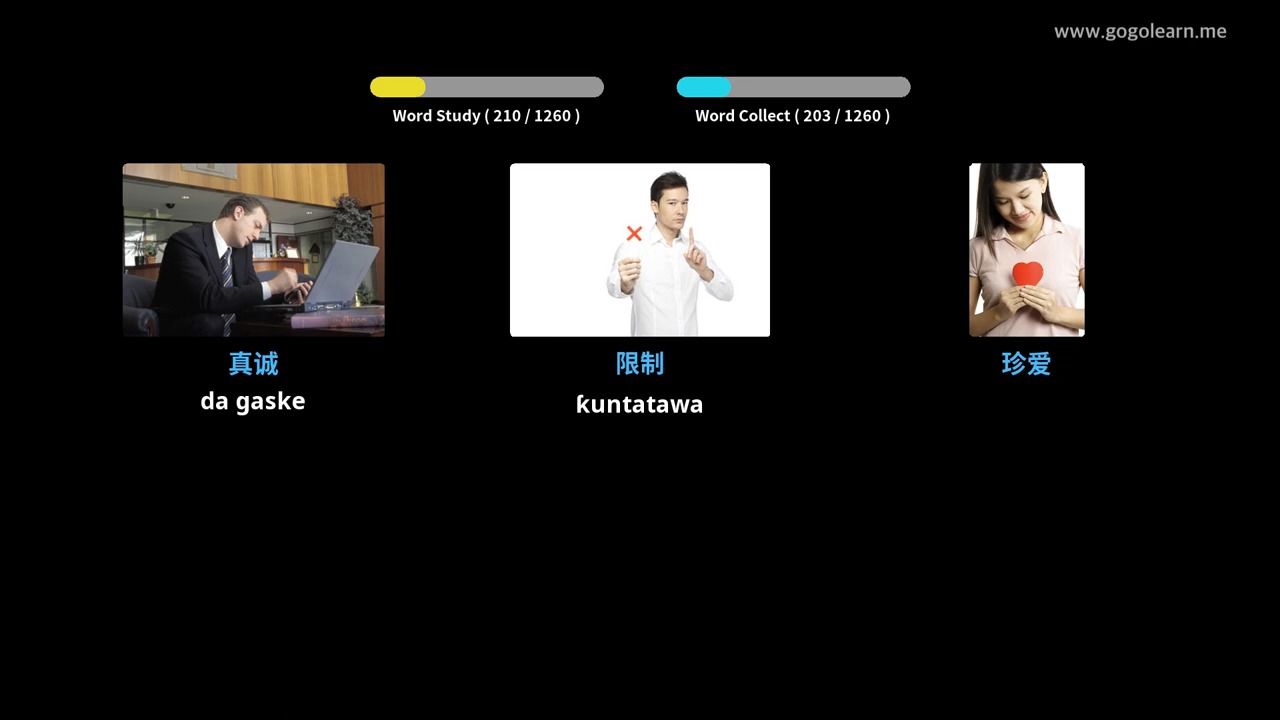 www.gogolearn.me
Word Study ( 210 / 1260 )
Word Collect ( 203 / 1260 )
真诚
限制
珍爱
da gaske
ƙuntatawa